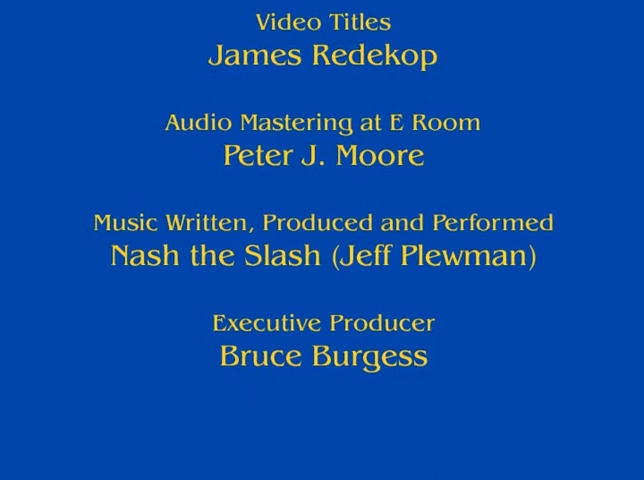 Video Titles
James Redekop
Audio Mastering at E Room
Peter J. Moore
Music Written, Produced and Performed
Nash the Slash (Jeff Plewman)
Executive Producer
Bruce Burgess